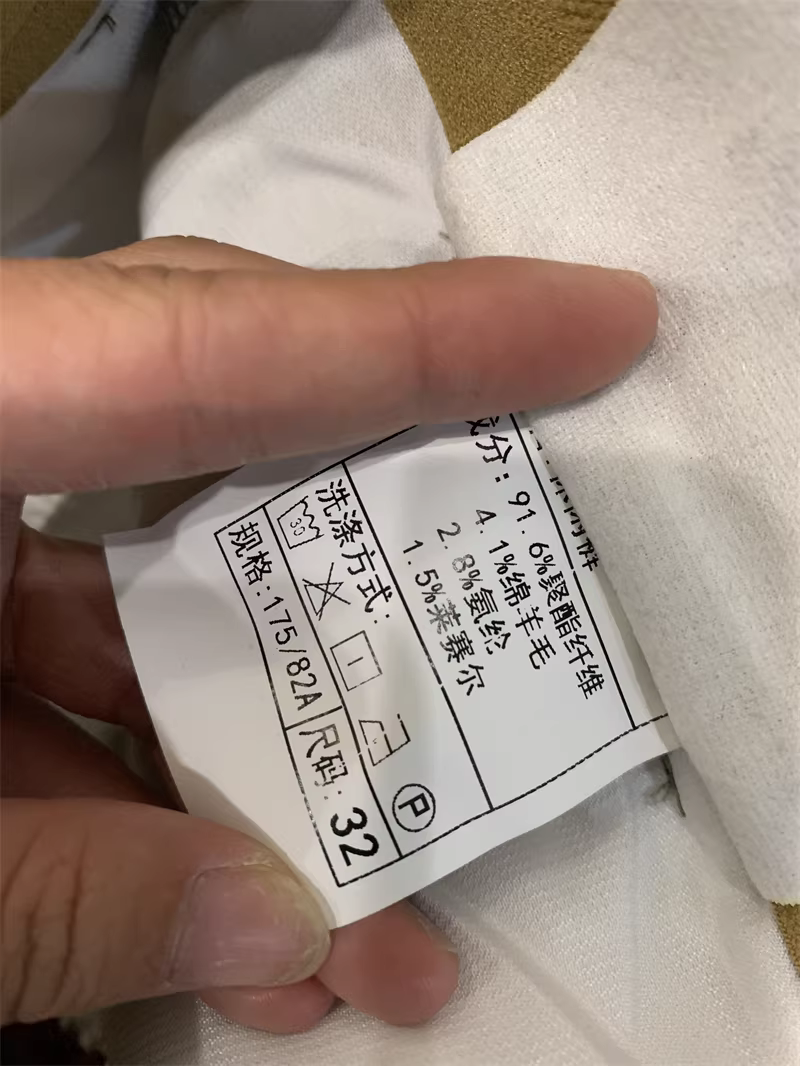 成分: 91.6%聚酯纤维
4.1%绵羊毛
2.8%氨纶
1.5%莱赛尔
洗涤方式:
30
P
规格:175/82A 尺码: 32